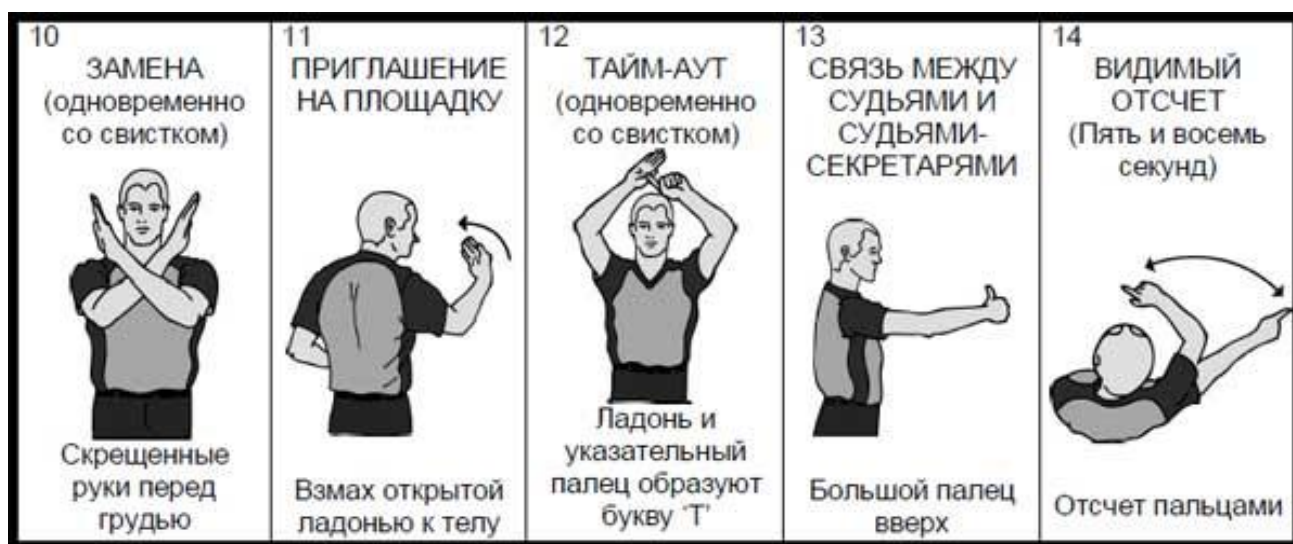 10
ЗАМЕНА
(одновременно
со свистком)
Скрещенные
руки перед
грудью
11
ПРИГЛАШЕНИЕ
НА ПЛОЩАДКУ
Взмах открытой
ладонью к телу
12
ТАЙМ-АУТ
(одновременно
со свистком)
Ладонь и
указательный
палец образуют
букву ‘Т’
13
СВЯЗЬ МЕЖДУ
СУДЬЯМИ И
СУДЬЯМИ-
СЕКРЕТАРЯМИ
Большой палец
вверх
14
ВИДИМЫЙ
ОТСЧЕТ
(Пять и восемь
секунд)
Отсчет пальцами